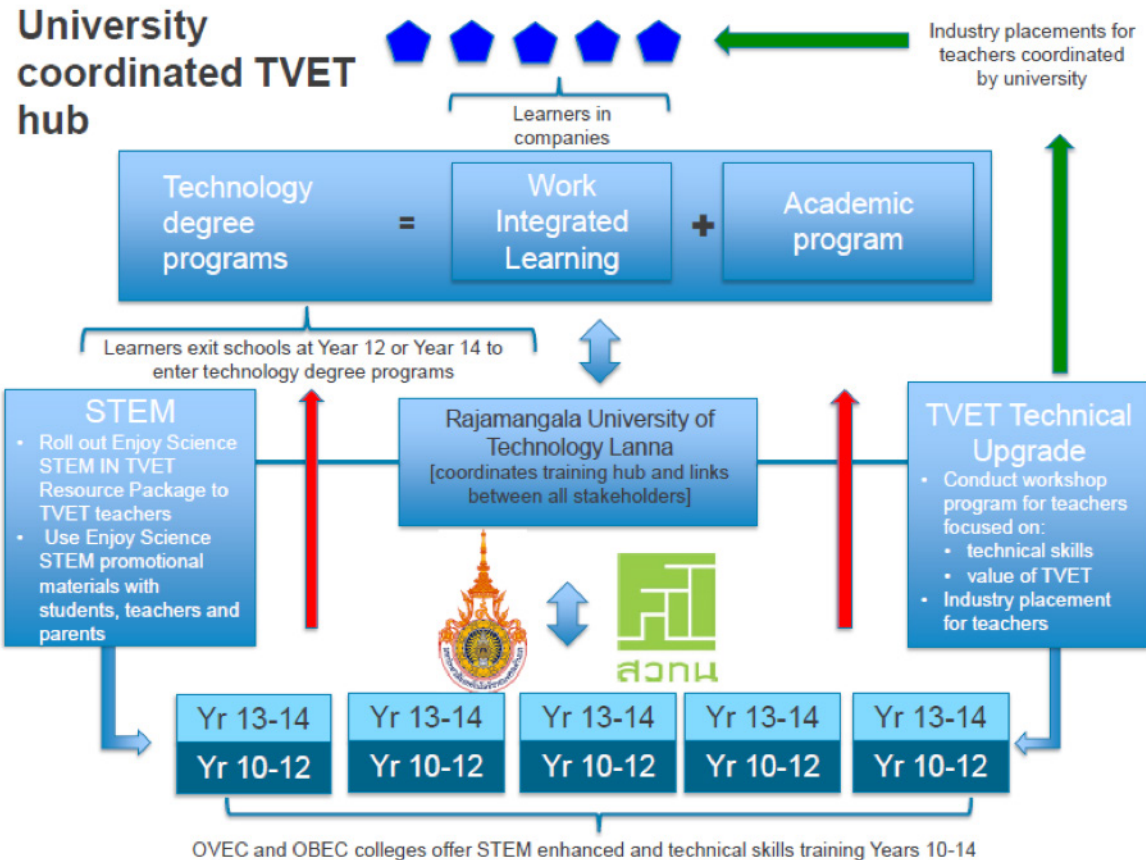 University
coordinated TVET
hub
Industry placements for
teachers coordinated
by university
Learners in
companies
Technology
degree
programs
=
Work
Integrated
Learning
+
Academic
program
Learners exit schools at Year 12 or Year 14 to
enter technology degree programs
STEM
• Roll out Enjoy Science
STEM IN TVET
Resource Package to
TVET teachers
• Use Enjoy Science
STEM promotional
materials with
students, teachers and
parents
Rajamangala University of
Technology Lanna
[coordinates training hub and links
between all stakeholders]
TVET Technical
Upgrade
• Conduct workshop
program for teachers
focused on:
• technical skills
• value of TVET
• Industry placement
for teachers
สวทน
Yr 13-14
Yr 10-12
Yr 13-14
Yr 10-12
Yr 13-14
Yr 10-12
Yr 13-14
Yr 10-12
Yr 13-14
Yr 10-12
OVEC and OBEC colleges offer STEM enhanced and technical skills training Years 10-14